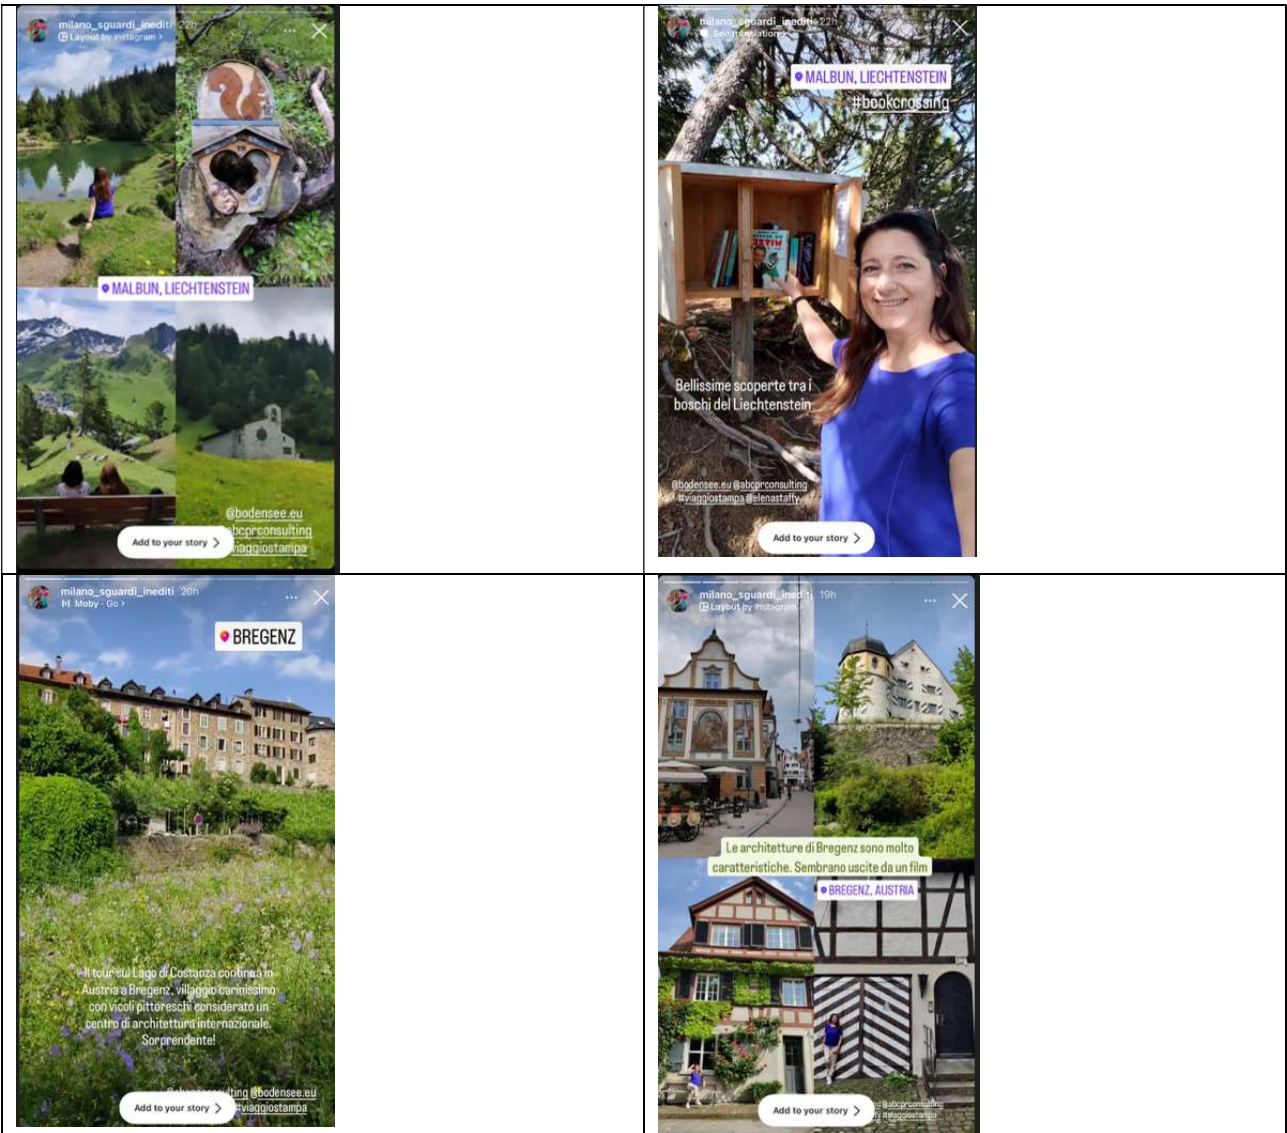 milano_sguardi_inediti 22h
Layout by Instagram >
MALBUN, LIECHTENSTEIN
@bodensee.eu
abcprconsulting
viaggiostampa
Add to your story >
milano_sguardi_inediti 22h
See translation >
MALBUN, LIECHTENSTEIN
#bookcrossing
Bellissime scoperte tra i
boschi del Liechtenstein
@bodensee.eu @abcprconsulting
#viaggiostampa @elenastaffy
Add to your story >
milano_sguardi_inediti 20h
Moby · Go >
BREGENZ
Il tour sul Lago di Costanza continua in
Austria a Bregenz, villaggio carinissimo
con vicoli pittoreschi considerato un
centro di architettura internazionale.
Sorprendente!
@bodensee.eu
#viaggiostampa
Add to your story >
milano_sguardi_inediti 19h
Layout by Instagram >
Le architetture di Bregenz sono molto
caratteristiche. Sembrano uscite da un film
BREGENZ, AUSTRIA
@abcprconsulting
#viaggiostampa
Add to your story >